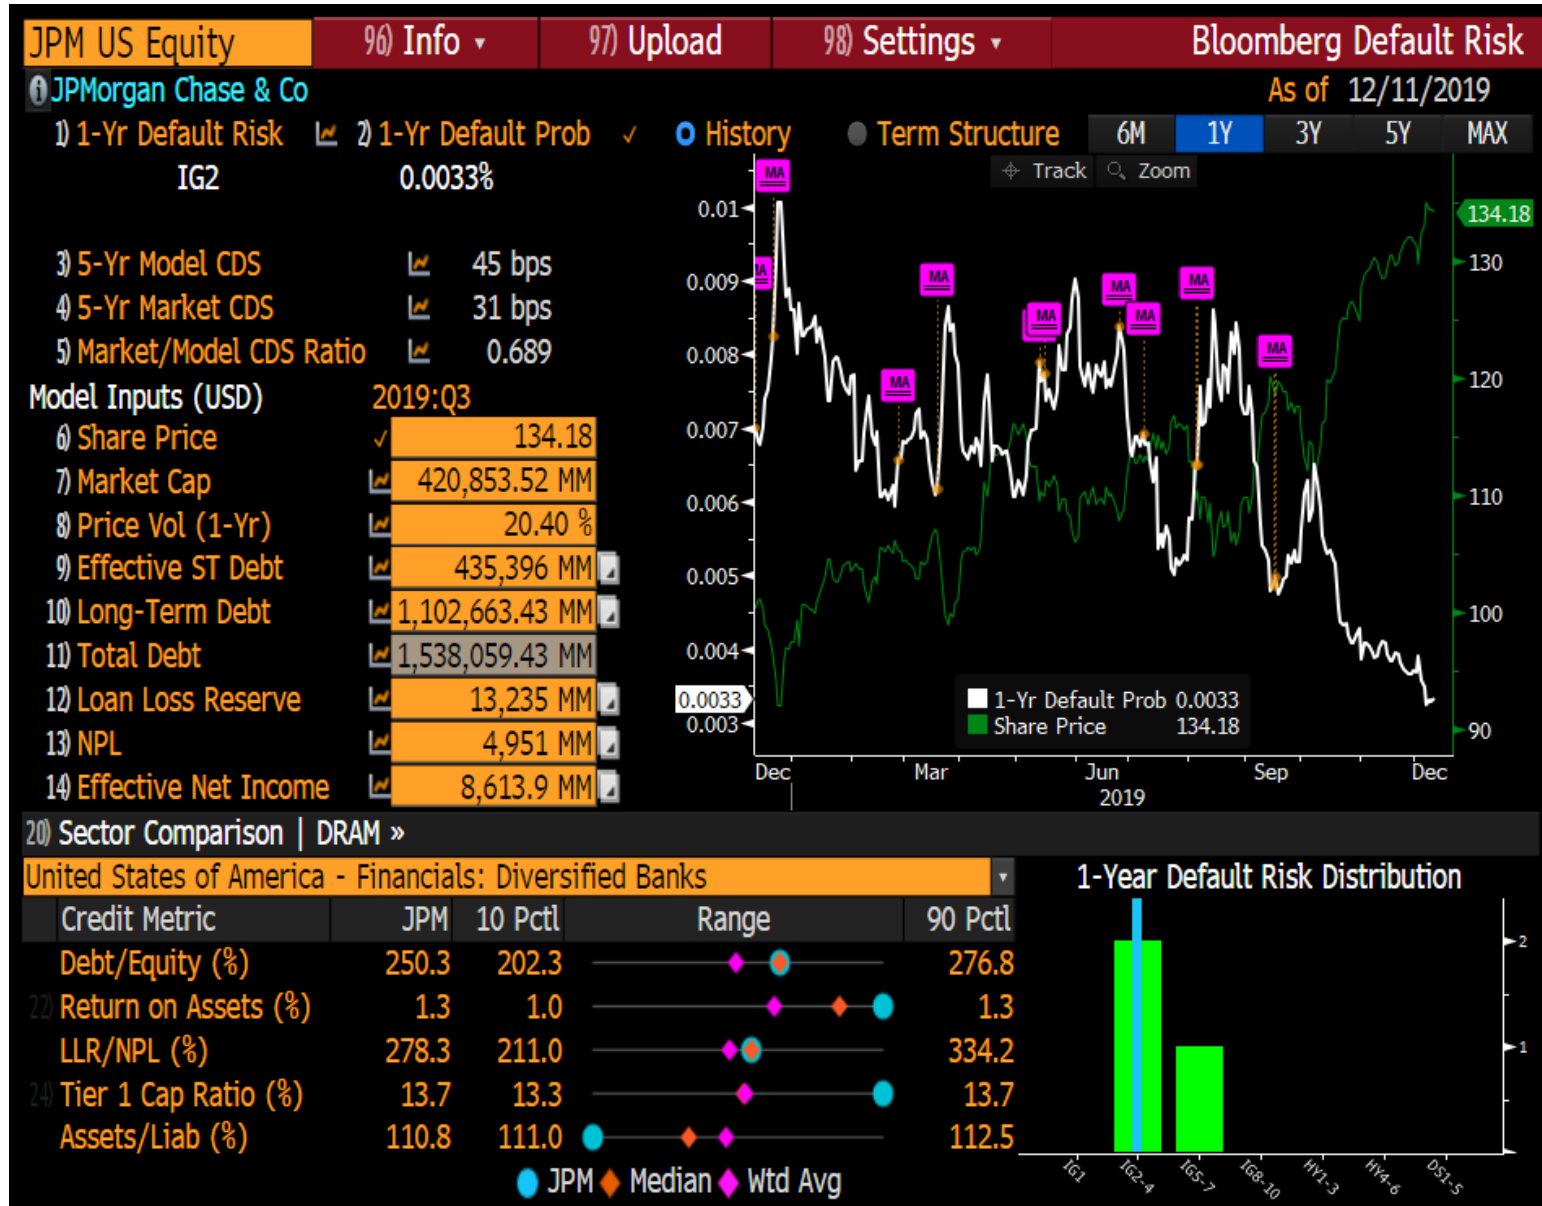 JPM US Equity 96) Info 97) Upload 98) Settings Bloomberg Default Risk
JPMorgan Chase & Co As of 12/11/2019
1) 1-Yr Default Risk 2) 1-Yr Default Prob History Term Structure 6M 1Y 3Y 5Y MAX
IG2 0.0033%
Track Zoom
3) 5-Yr Model CDS 45 bps
4) 5-Yr Market CDS 31 bps
5) Market/Model CDS Ratio 0.689
Model Inputs (USD) 2019:Q3
6) Share Price 134.18
7) Market Cap 420,853.52 MM
8) Price Vol (1-Yr) 20.40 %
9) Effective ST Debt 435,396 MM
10) Long-Term Debt 1,102,663.43 MM
11) Total Debt 1,538,059.43 MM
12) Loan Loss Reserve 13,235 MM
13) NPL 4,951 MM
14) Effective Net Income 8,613.9 MM
MA
MA
MA
MA
MA
MA
MA
MA
MA
0.01
0.009
0.008
0.007
0.006
0.005
0.004
0.0033
0.003
134.18
130
120
110
100
90
1-Yr Default Prob 0.0033
Share Price 134.18
Dec Mar Jun Sep Dec
2019
20) Sector Comparison | DRAM »
United States of America - Financials: Diversified Banks
Credit Metric JPM 10 Pctl Range 90 Pctl
Debt/Equity (%) 250.3 202.3 276.8
22) Return on Assets (%) 1.3 1.0 1.3
LLR/NPL (%) 278.3 211.0 334.2
24) Tier 1 Cap Ratio (%) 13.7 13.3 13.7
Assets/Liab (%) 110.8 111.0 112.5
JPM Median Wtd Avg
1-Year Default Risk Distribution
2
1
IG1 IG2-4 IG5-7 IG8-10 HY1-3 HY4-6 DS1-5